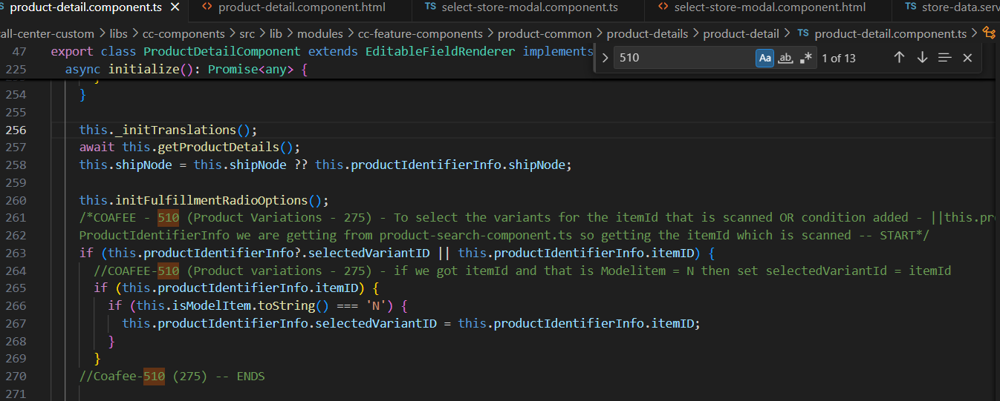 product-detail.component.ts product-detail.component.html TS select-store-modal.component.ts select-store-modal.component.html TS store-data.serv
all-center-custom > libs > cc-components > src > lib > modules > cc-feature-components > product-common > product-details > product-detail > TS product-detail.component.ts >
47 export class ProductDetailComponent extends EditableFieldRenderer implements
510 Aa ab 1 of 13
225 async initialize(): Promise<any> {
254 }
255
256 this._initTranslations();
257 await this.getProductDetails();
258 this.shipNode = this.shipNode ?? this.productIdentifierInfo.shipNode;
259
260 this.initFulfillmentRadioOptions();
261 /*COAFEE - 510 (Product Variations - 275) - To select the variants for the itemId that is scanned OR condition added - ||this.pr
262 ProductIdentifierInfo we are getting from product-search-component.ts so getting the itemId which is scanned -- START*/
263 if (this.productIdentifierInfo?.selectedVariantID || this.productIdentifierInfo.itemID) {
264 //COAFEE-510 (Product variations - 275) - if we got itemId and that is Modelitem = N then set selectedVariantId = itemId
265 if (this.productIdentifierInfo.itemID) {
266 if (this.isModelItem.toString() === 'N') {
267 this.productIdentifierInfo.selectedVariantID = this.productIdentifierInfo.itemID;
268 }
269 }
270 //Coafee-510 (275) -- ENDS
271